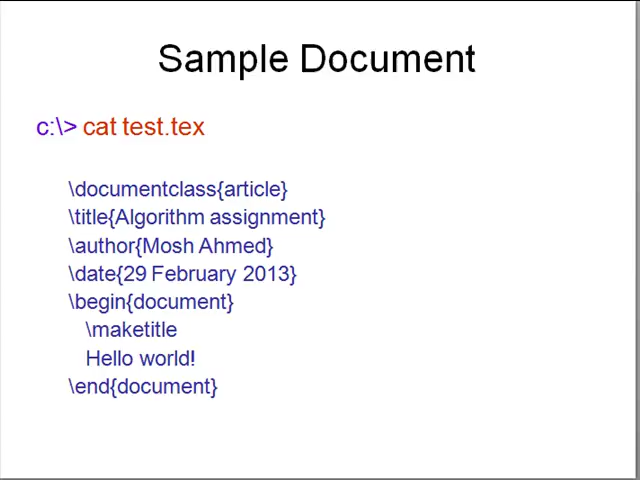 Sample Document
c:\> cat test.tex
\documentclass{article}
\title{Algorithm assignment}
\author{Mosh Ahmed}
\date{29 February 2013}
\begin{document}
\maketitle
Hello world!
\end{document}